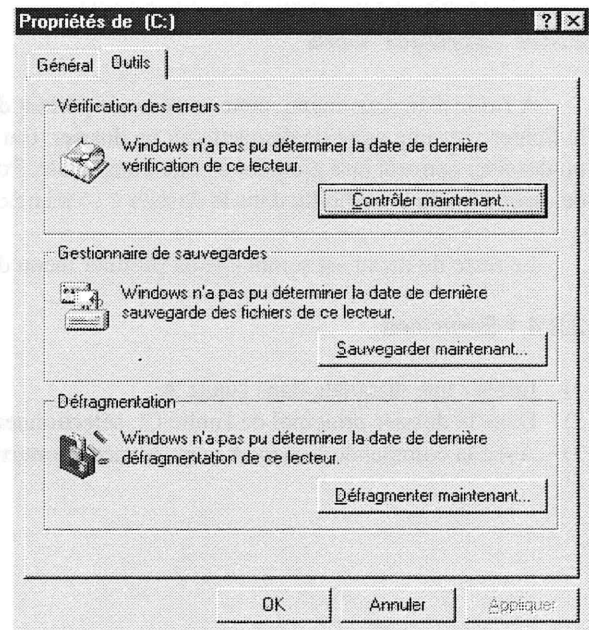 Propriétés de (C:)
Général Outils
Vérification des erreurs
Windows n'a pas pu déterminer la date de dernière
vérification de ce lecteur.
Contrôler maintenant...
Gestionnaire de sauvegardes
Windows n'a pas pu déterminer la date de dernière
sauvegarde des fichiers de ce lecteur.
Sauvegarder maintenant...
Défragmentation
Windows n'a pas pu déterminer la date de dernière
défragmentation de ce lecteur.
Défragmenter maintenant...
OK Annuler Appliquer